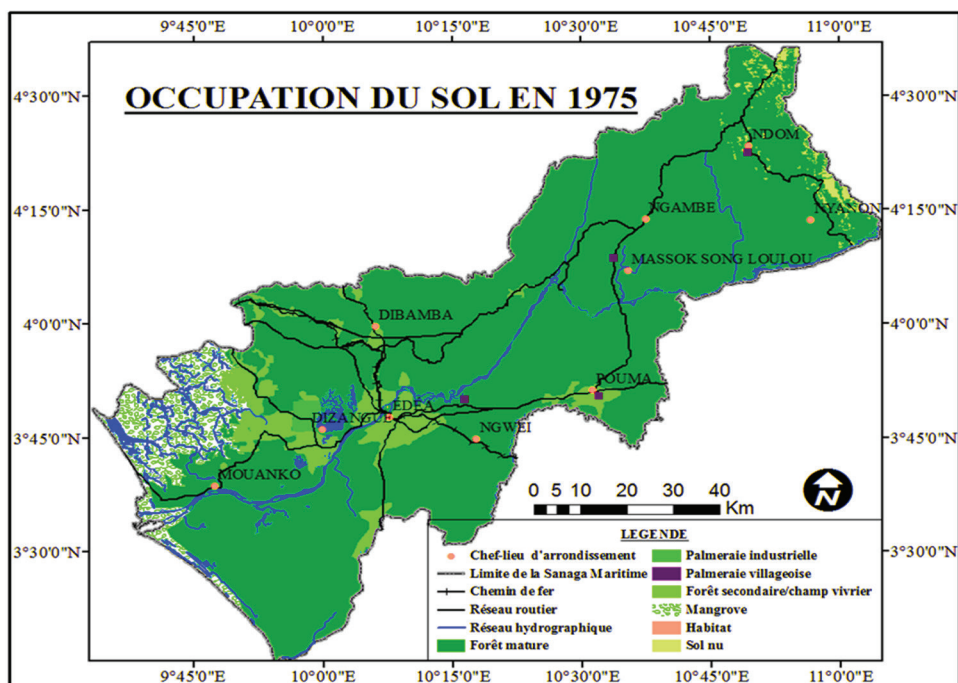 9°45'0"E 10°0'0"E 10°15'0"E 10°30'0"E 10°45'0"E 11°0'0"E
OCCUPATION DU SOL EN 1975
4°30'0"N 4°30'0"N
NDOM
4°15'0"N 4°15'0"N
NGAMBE
NYANON
MASSOK SONG LOULOU
4°0'0"N 4°0'0"N
DIBAMBA
POUMA
EDEA
DIZANGUE
3°45'0"N 3°45'0"N
NGWEI
MOUANKO
0 5 10 20 30 40
Km
N
3°30'0"N 3°30'0"N
LEGENDE
Chef-lieu d'arrondissement
Limite de la Sanaga Maritime
Chemin de fer
Réseau routier
Réseau hydrographique
Forêt mature
Palmeraie industrielle
Palmeraie villageoise
Forêt secondaire/champ vivrier
Mangrove
Habitat
Sol nu
9°45'0"E 10°0'0"E 10°15'0"E 10°30'0"E 10°45'0"E 11°0'0"E